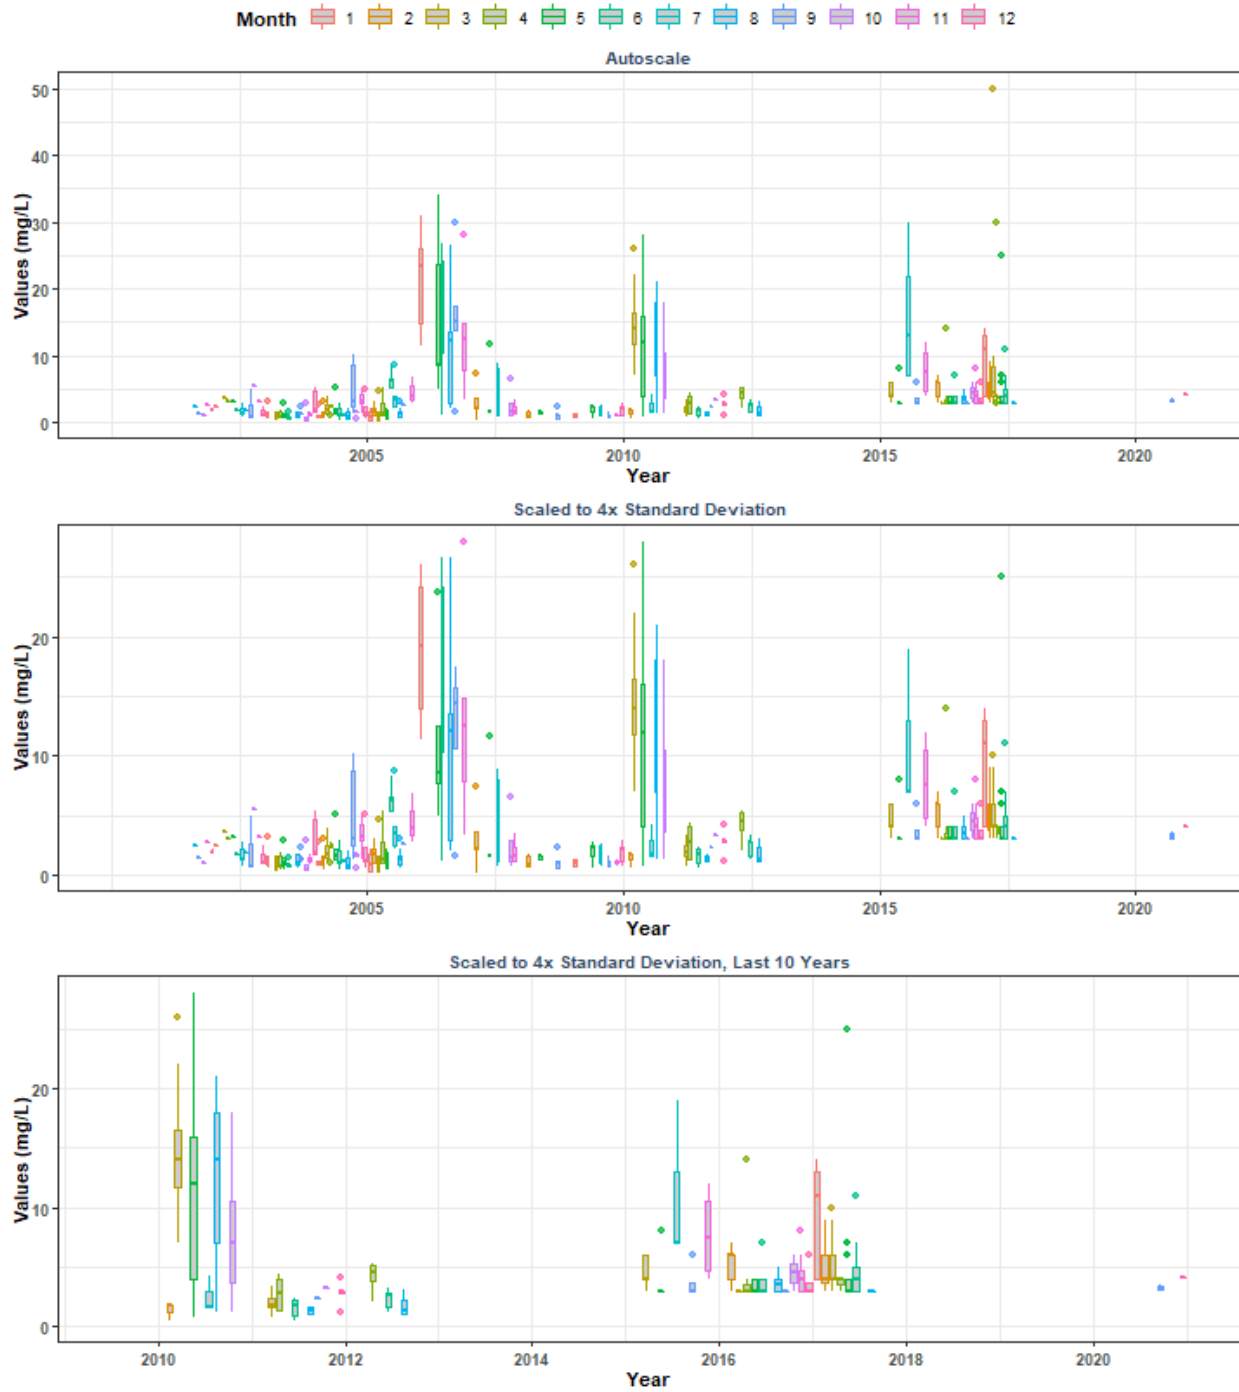 Month 1 2 3 4 5 6 7 8 9 10 11 12
Autoscale
50
40
30
20
10
0
Values (mg/L)
2005 2010 2015 2020
Year
Scaled to 4x Standard Deviation
20
10
0
Values (mg/L)
2005 2010 2015 2020
Year
Scaled to 4x Standard Deviation, Last 10 Years
20
10
0
Values (mg/L)
2010 2012 2014 2016 2018 2020
Year